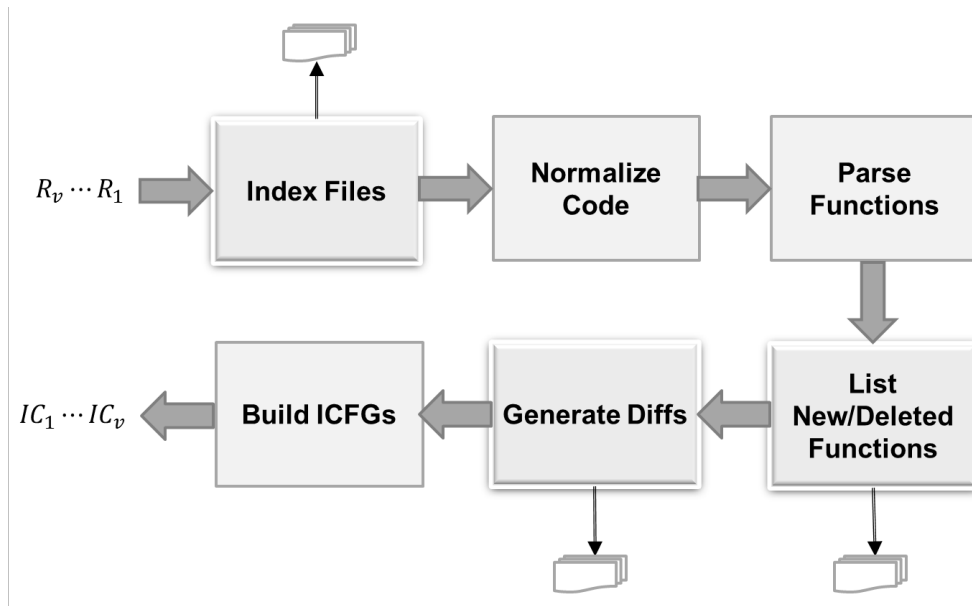 R_v ⋯ R_1
Index Files
Normalize
Code
Parse
Functions
List
New/Deleted
Functions
Generate Diffs
Build ICFGs
IC_1 ⋯ IC_v